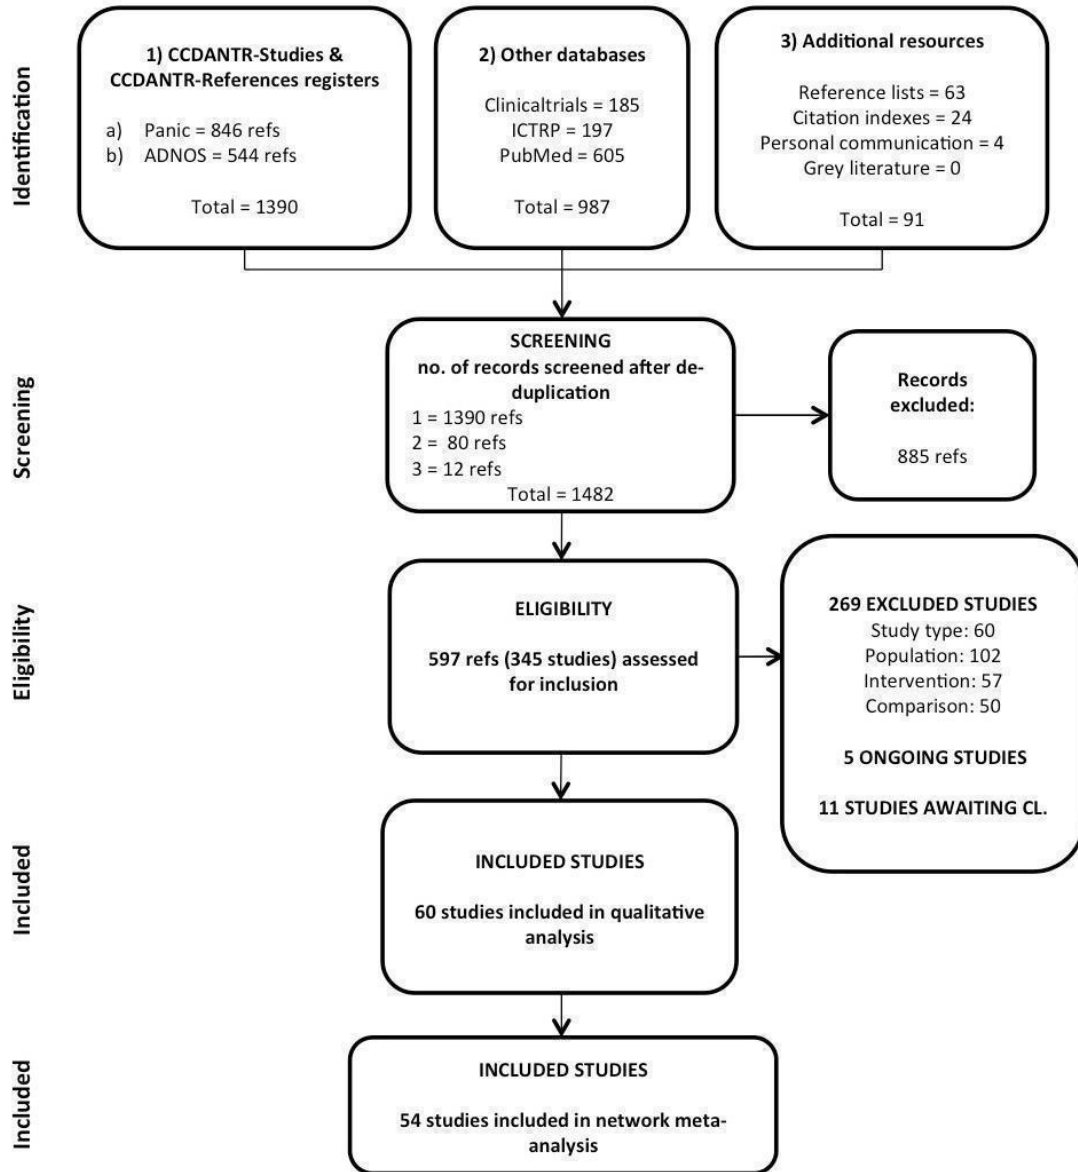 Identification
1) CCDANTR-Studies &
CCDANTR-References registers
a) Panic = 846 refs
b) ADNOS = 544 refs
Total = 1390
2) Other databases
Clinicaltrials = 185
ICTRP = 197
PubMed = 605
Total = 987
3) Additional resources
Reference lists = 63
Citation indexes = 24
Personal communication = 4
Grey literature = 0
Total = 91
Screening
SCREENING
no. of records screened after de-
duplication
1 = 1390 refs
2 = 80 refs
3 = 12 refs
Total = 1482
Records
excluded:
885 refs
Eligibility
ELIGIBILITY
597 refs (345 studies) assessed
for inclusion
269 EXCLUDED STUDIES
Study type: 60
Population: 102
Intervention: 57
Comparison: 50
5 ONGOING STUDIES
11 STUDIES AWAITING CL.
Included
INCLUDED STUDIES
60 studies included in qualitative
analysis
Included
INCLUDED STUDIES
54 studies included in network meta-
analysis